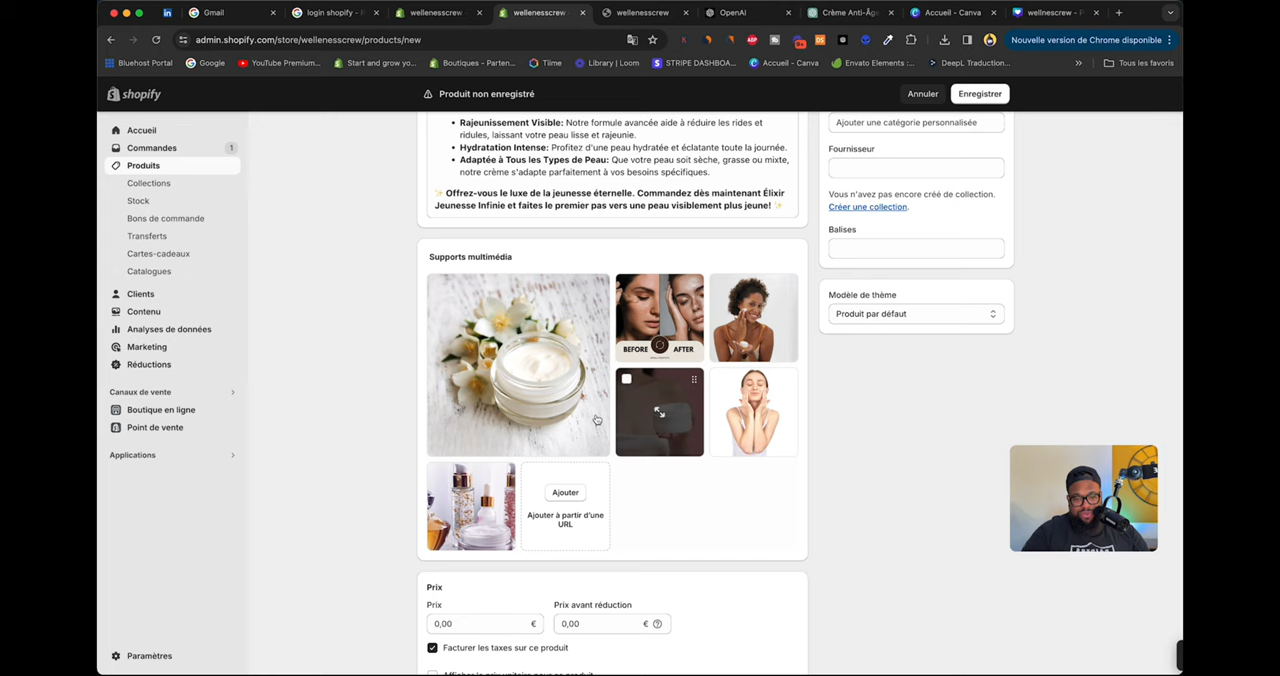 Gmail
login shopify - R
wellenesscrew
wellenesscrew
wellenesscrew
OpenAI
Crème Anti-Âg
Accueil - Canva
wellnescrew - P
admin.shopify.com/store/wellenesscrew/products/new
Nouvelle version de Chrome disponible
Bluehost Portal
Google
YouTube Premium...
Start and grow yo...
Boutiques - Parten...
Tiime
Library | Loom
STRIPE DASHBOA...
Accueil - Canva
Envato Elements :...
DeepL Traduction...
Tous les favoris
shopify
Produit non enregistré
Annuler
Enregistrer
Accueil
Commandes
1
Produits
Collections
Stock
Bons de commande
Transferts
Cartes-cadeaux
Catalogues
Clients
Contenu
Analyses de données
Marketing
Réductions
Canaux de vente
Boutique en ligne
Point de vente
Applications
Paramètres
• Rajeunissement Visible: Notre formule avancée aide à réduire les rides et
ridules, laissant votre peau lisse et rajeunie.
• Hydratation Intense: Profitez d'une peau hydratée et éclatante toute la journée.
• Adaptée à Tous les Types de Peau: Que votre peau soit sèche, grasse ou mixte,
notre crème s'adapte parfaitement à vos besoins spécifiques.
✨ Offrez-vous le luxe de la jeunesse éternelle. Commandez dès maintenant Élixir
Jeunesse Infinie et faites le premier pas vers une peau visiblement plus jeune! ✨
Supports multimédia
BEFORE
AFTER
Ajouter
Ajouter à partir d'une
URL
Prix
Prix
Prix avant réduction
0,00 €
0,00 €
Facturer les taxes sur ce produit
Ajouter une catégorie personnalisée
Fournisseur
Vous n'avez pas encore créé de collection.
Créer une collection.
Balises
Modèle de thème
Produit par défaut